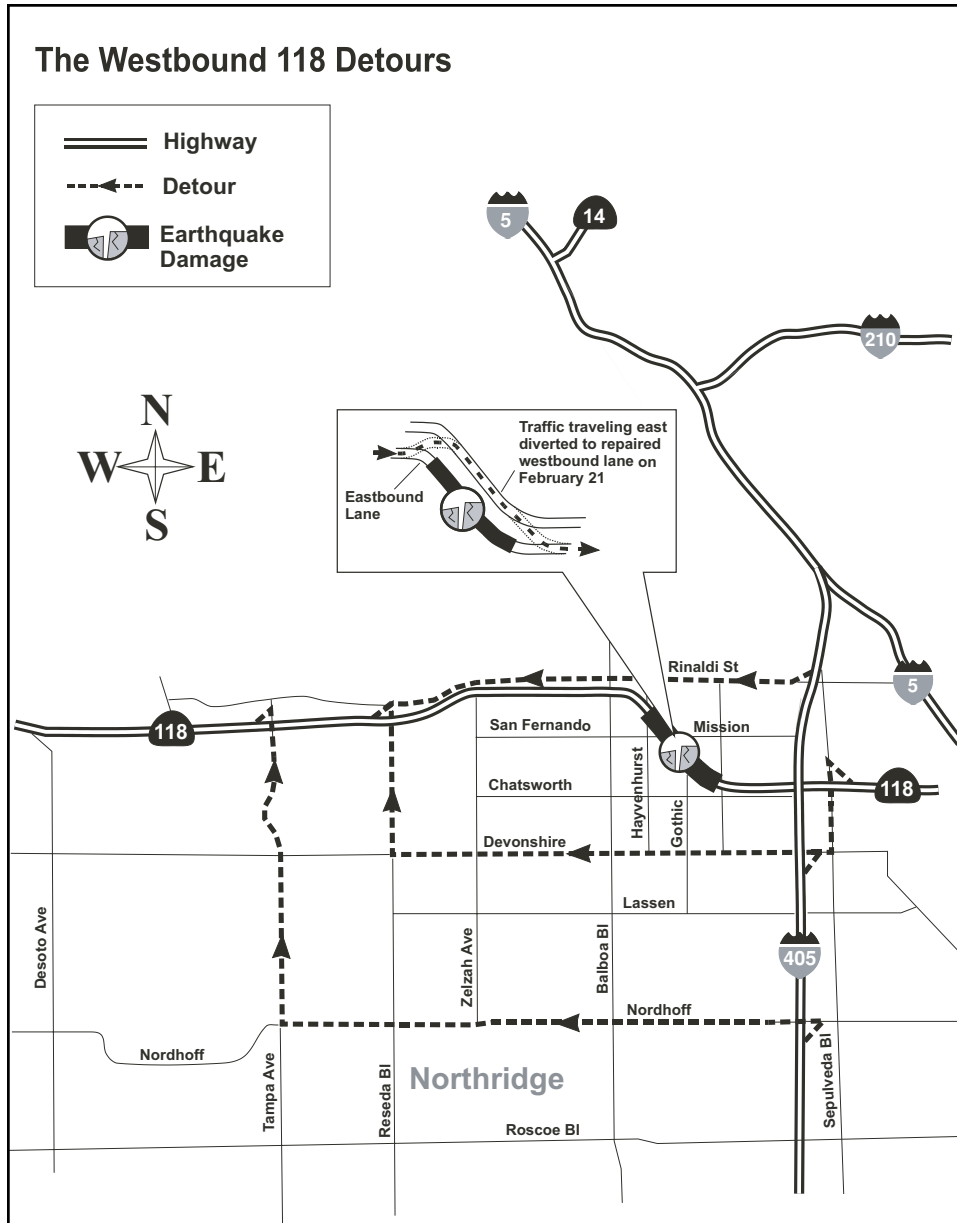 The Westbound 118 Detours
Highway
Detour
Earthquake
Damage
5
14
210
N
W E
S
Traffic traveling east
diverted to repaired
westbound lane on
February 21
Eastbound
Lane
Rinaldi St
5
118
San Fernando
Mission
Chatsworth
118
Hayvenhurst
Gothic
Devonshire
Lassen
Desoto Ave
Zelzah Ave
Balboa Bl
405
Nordhoff
Nordhoff
Tampa Ave
Reseda Bl
Northridge
Sepulveda Bl
Roscoe Bl